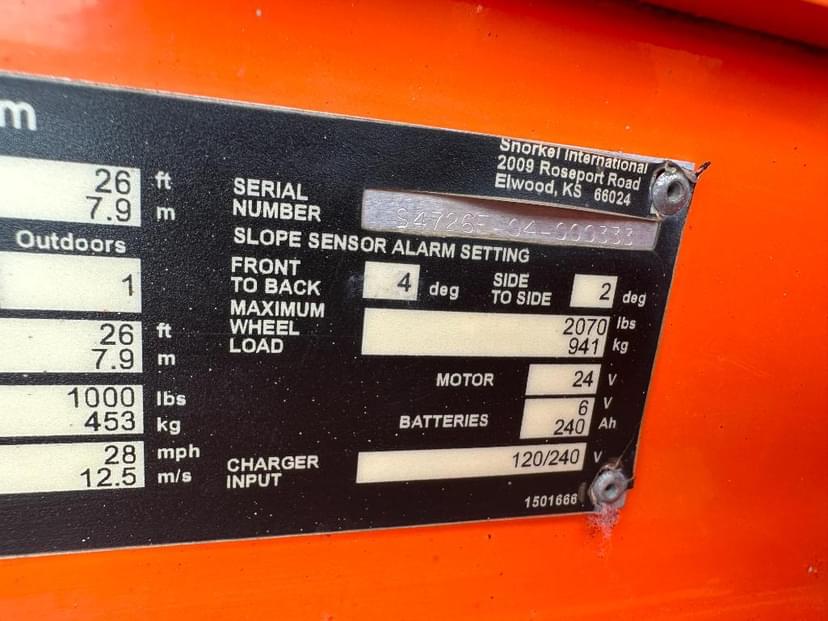 m
Snorkel International
2009 Roseport Road
Elwood, KS 66024
26 ft
7.9 m
SERIAL
NUMBER
S4726E-04-000333
Outdoors
SLOPE SENSOR ALARM SETTING
1
FRONT
TO BACK
4 deg
SIDE
TO SIDE
2 deg
26 ft
7.9 m
MAXIMUM
WHEEL
LOAD
2070 lbs
941 kg
1000 lbs
453 kg
MOTOR 24 V
BATTERIES
6 V
240 Ah
28 mph
12.5 m/s
CHARGER
INPUT
120/240 V
1501666